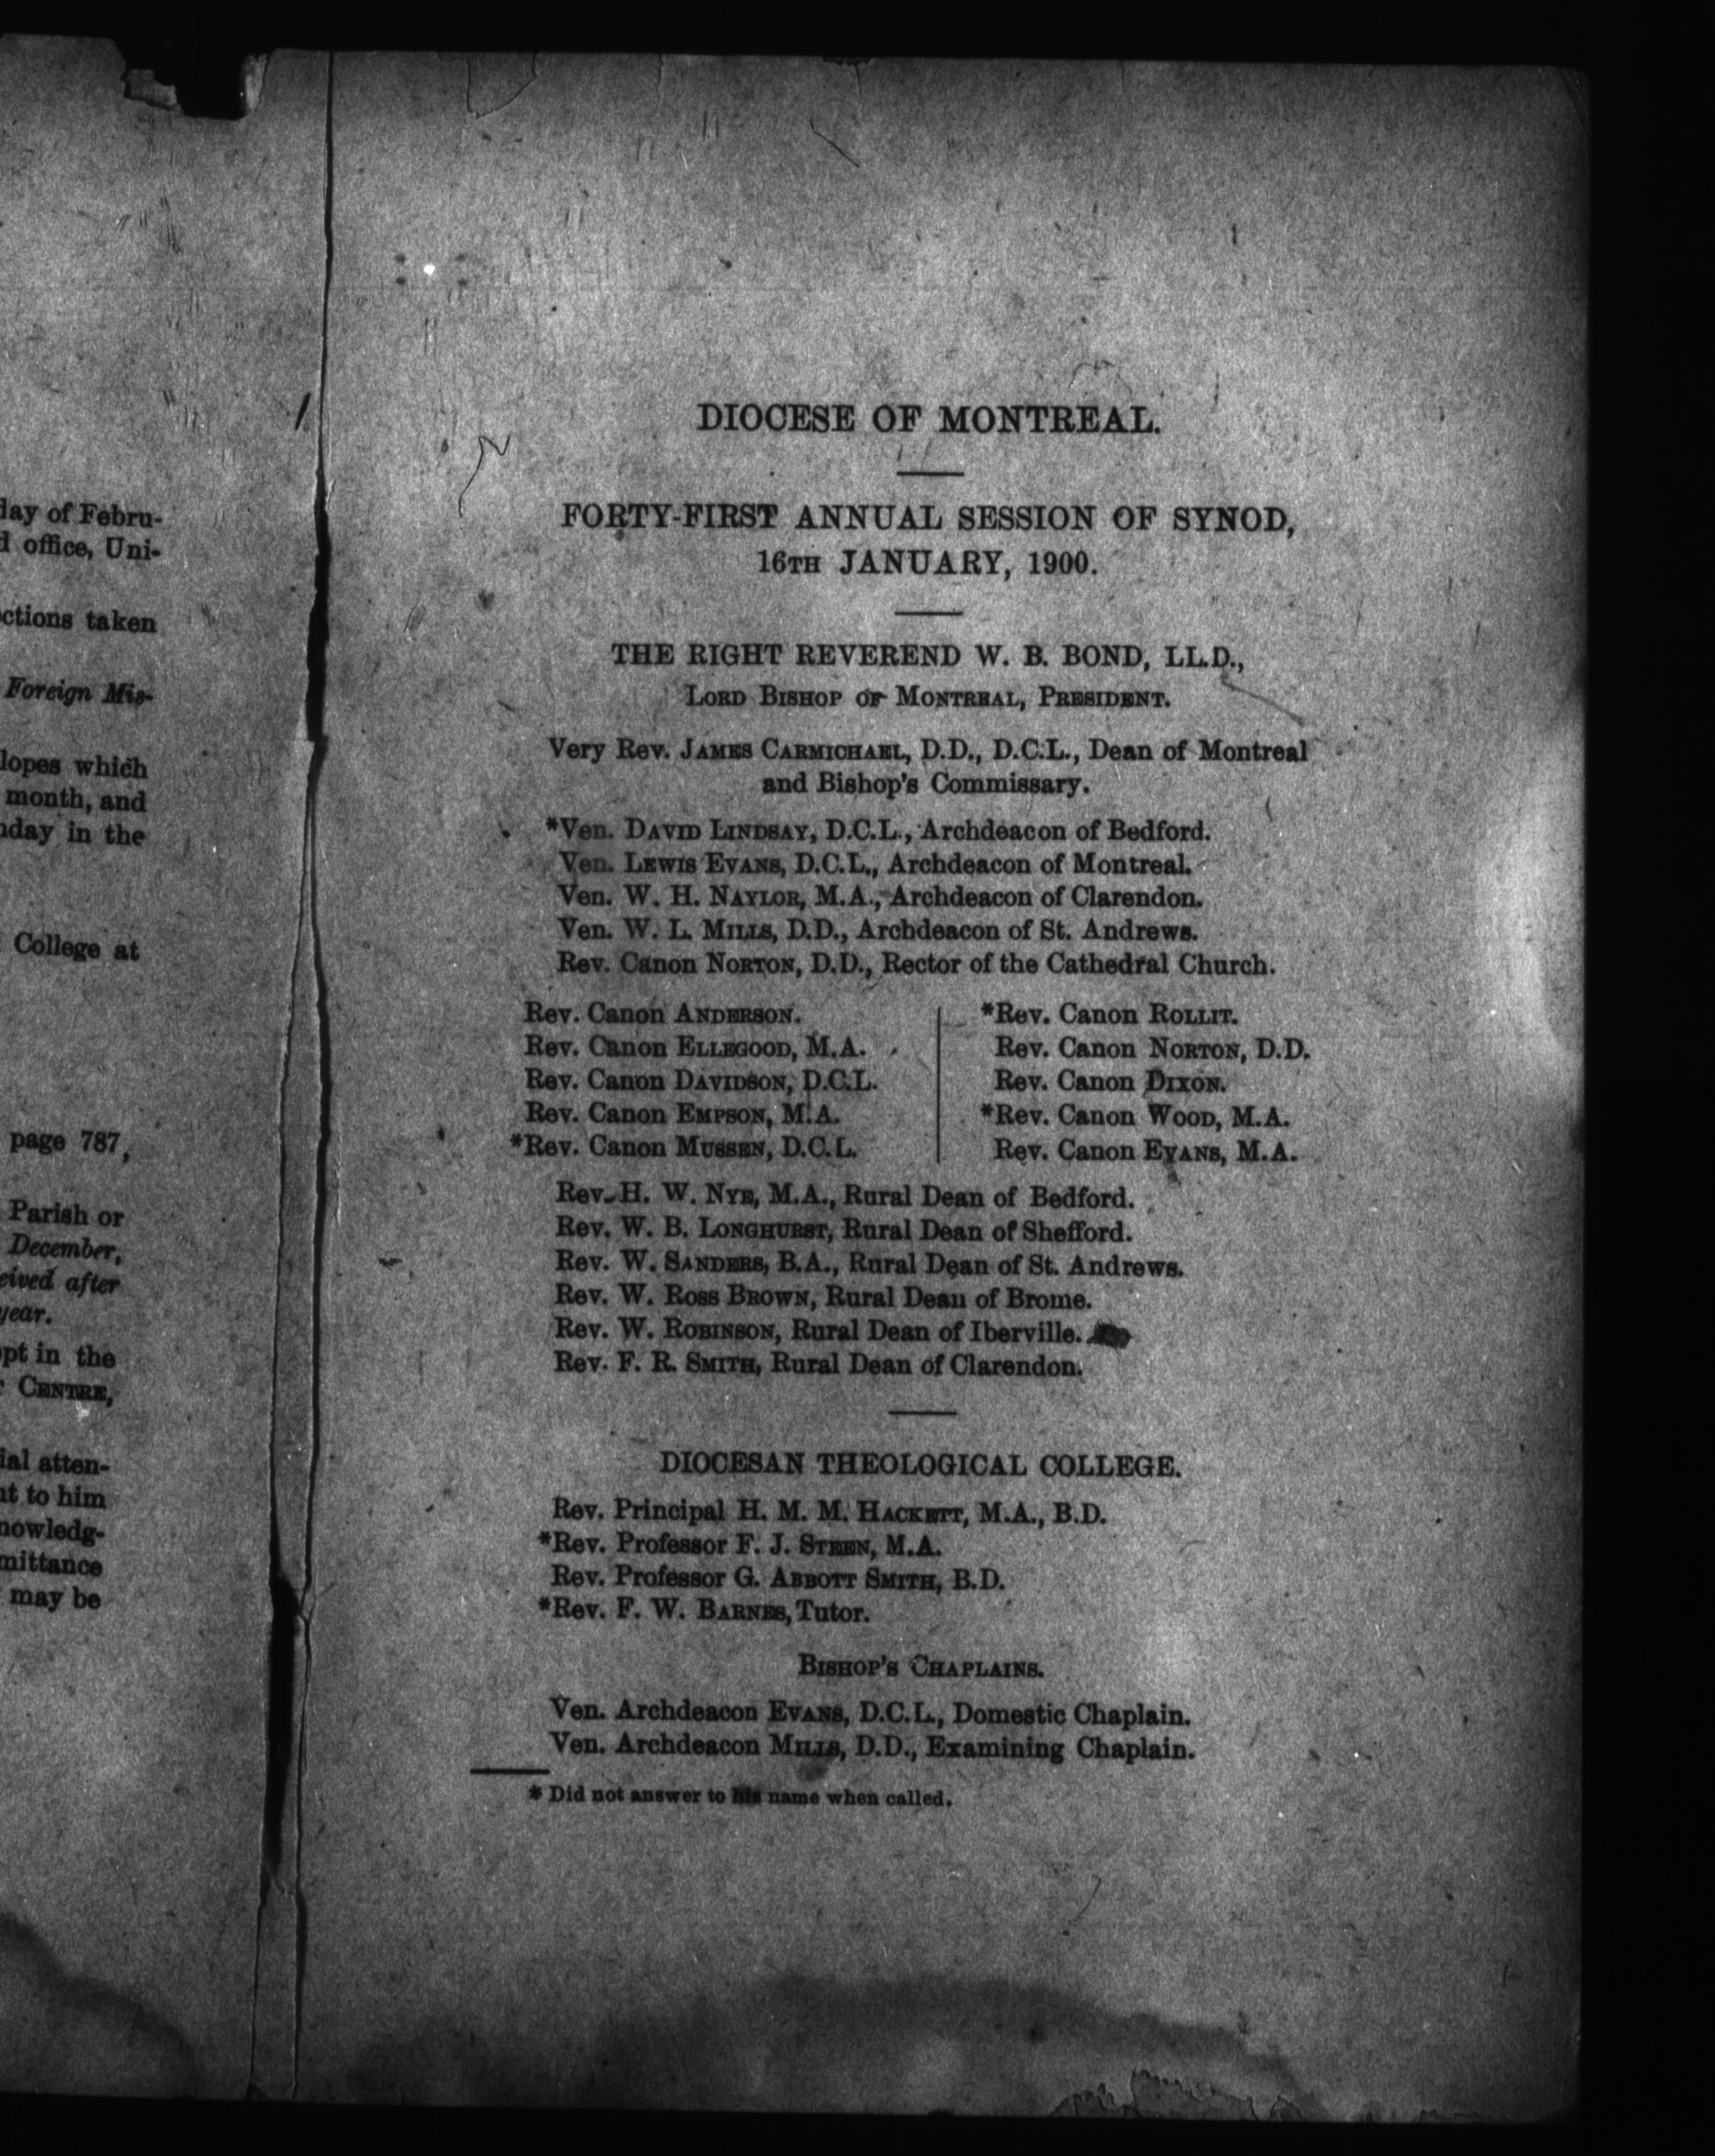 day of Febru-
office, Uni-
taken
Foreign Mis-
which
month, and
in the
College at
page 787,
Parish or
December,
after
year.
in the
CENTRE,
atten-
to him
may be
DIOCESE OF MONTREAL.
FORTY-FIRST ANNUAL SESSION OF SYNOD,
16TH JANUARY, 1900.
THE RIGHT REVEREND W. B. BOND, LL.D.,
LORD BISHOP OF MONTREAL, PRESIDENT.
Very Rev. JAMES CARMICHAEL, D.D., D.C.L., Dean of Montreal
and Bishop's Commissary.
*Ven. DAVID LINDSAY, D.C.L., Archdeacon of Bedford.
Ven. LEWIS EVANS, D.C.L., Archdeacon of Montreal.
Ven. W. H. NAYLOR, M.A., Archdeacon of Clarendon.
Ven. W. L. MILLS, D.D., Archdeacon of St. Andrews.
Rev. Canon NORTON, D.D., Rector of the Cathedral Church.
Rev. Canon ANDERSON.
Rev. Canon ELLEGOOD, M.A.
Rev. Canon DAVIDSON, D.C.L.
Rev. Canon EMPSON, M.A.
*Rev. Canon MUSSEN, D.C.L.
*Rev. Canon ROLLIT.
Rev. Canon NORTON, D.D.
Rev. Canon DIXON.
*Rev. Canon WOOD, M.A.
Rev. Canon EVANS, M.A.
Rev. H. W. NYE, M.A., Rural Dean of Bedford.
Rev. W. B. LONGHURST, Rural Dean of Shefford.
Rev. W. SANDERS, B.A., Rural Dean of St. Andrews.
Rev. W. ROSS BROWN, Rural Dean of Brome.
Rev. W. ROBINSON, Rural Dean of Iberville.
Rev. F. R. SMITH, Rural Dean of Clarendon.
DIOCESAN THEOLOGICAL COLLEGE.
Rev. Principal H. M. M. HACKETT, M.A., B.D.
*Rev. Professor F. J. STEEN, M.A.
Rev. Professor G. ABBOTT SMITH, B.D.
*Rev. F. W. BARNES, Tutor.
BISHOP'S CHAPLAINS.
Ven. Archdeacon EVANS, D.C.L., Domestic Chaplain.
Ven. Archdeacon MILLS, D.D., Examining Chaplain.
* Did not answer to his name when called.